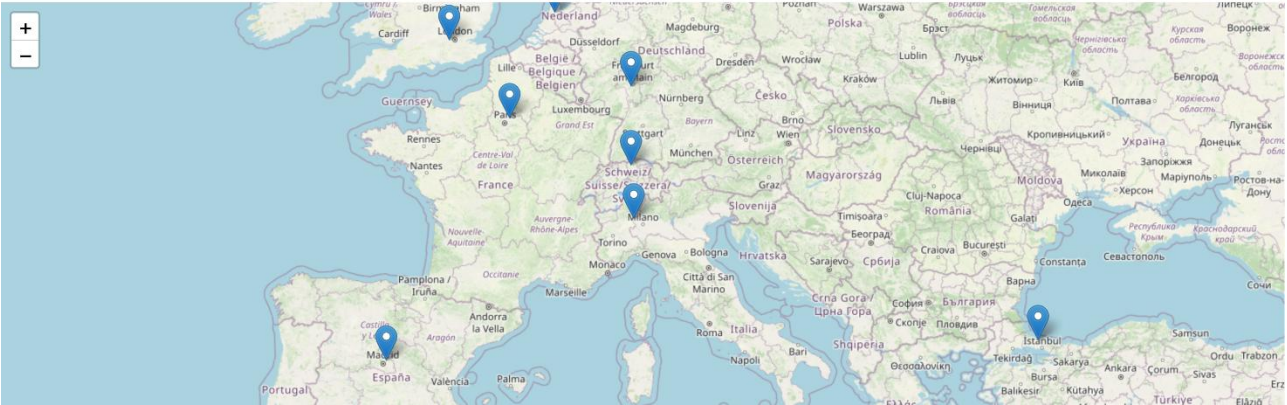 +
−
Wales
Birmingham
Cardiff
London
Nederland
Magdeburg
Polska
Warszawa
Poznań
Брэст
Гомельская
вобласць
Липецк
Курская
область
Воронеж
Düsseldorf
Deutschland
België
Belgique
Belgien
Lille
Frankfurt
am Main
Dresden
Wrocław
Lublin
Луцьк
Чернігівська
область
Житомир
Київ
Белгород
Guernsey
Luxembourg
Nürnberg
Česko
Kraków
Львів
Вінниця
Полтава
Харківська
область
Paris
Grand Est
Bayern
Brno
Луганськ
Rennes
Stuttgart
Linz
Wien
Slovensko
Чернівці
Кропивницький
Україна
Донецьк
Centre-Val
de Loire
München
Österreich
Запоріжжя
Nantes
Schweiz/
Suisse/Svizzera/
Magyarország
Moldova
Миколаїв
Маріуполь
Ростов-на-
Дону
France
Graz
Cluj-Napoca
Херсон
Одеса
Slovenija
România
Milano
Timișoara
Galați
Auvergne-
Rhône-Alpes
Nouvelle
Aquitaine
Республіка
Крим
Краснодарский
край
Torino
Београд
Genova
Bologna
Hrvatska
Sarajevo
Србија
Craiova
București
Constanța
Севастополь
Monaco
Città di San
Marino
Pamplona /
Iruña
Occitanie
Marseille
Варна
Сочи
Crna Gora /
Црна Гора
София
България
Andorra
la Vella
Скопје
Пловдив
Castilla
y León
Aragón
Roma
Italia
Shqipëria
İstanbul
Samsun
Madrid
Napoli
Bari
Tekirdağ
Sakarya
Ordu
Trabzon
Θεσσαλονίκη
Ankara
Çorum
Sivas
España
València
Palma
Bursa
Portugal
Balıkesir
Kütahya
Türkiye
Elâzığ